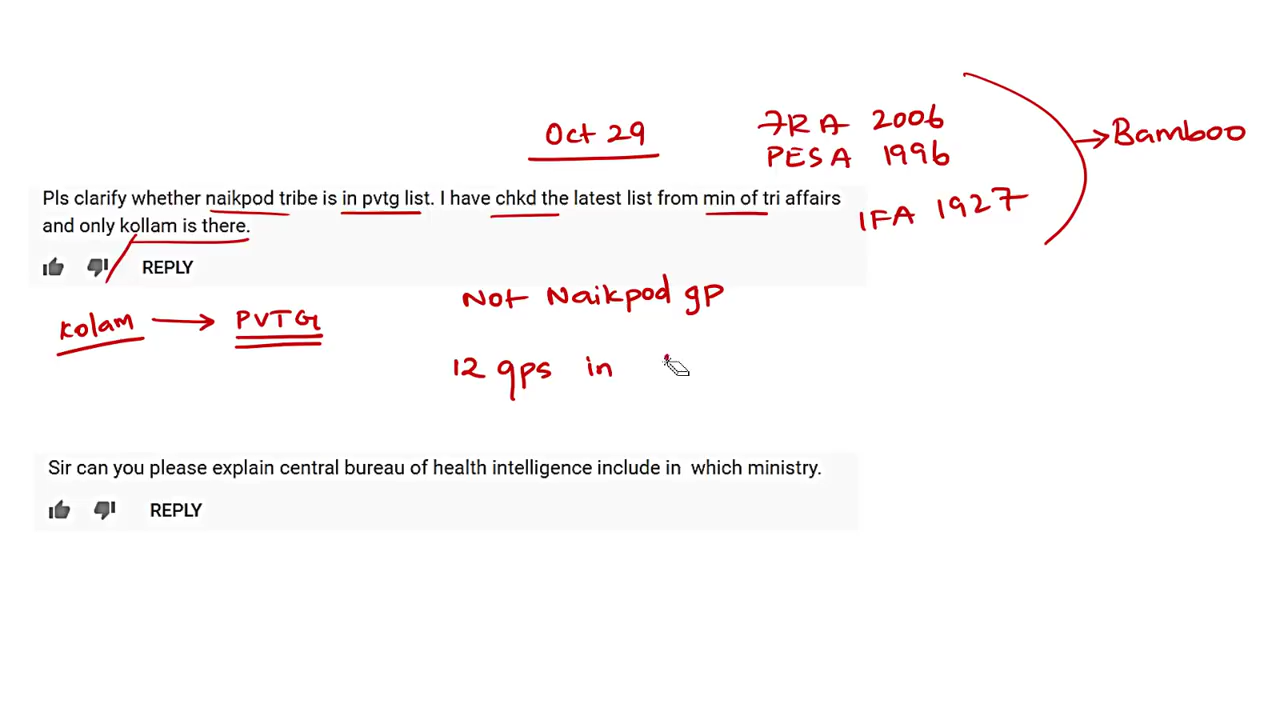 Oct 29
FRA 2006
PESA 1996
IFA 1927
Bamboo
Pls clarify whether naikpod tribe is in pvtg list. I have chkd the latest list from min of tri affairs
and only kollam is there.
REPLY
Kolam → PVTG
Not Naikpod gp
12 gps in
Sir can you please explain central bureau of health intelligence include in which ministry.
REPLY